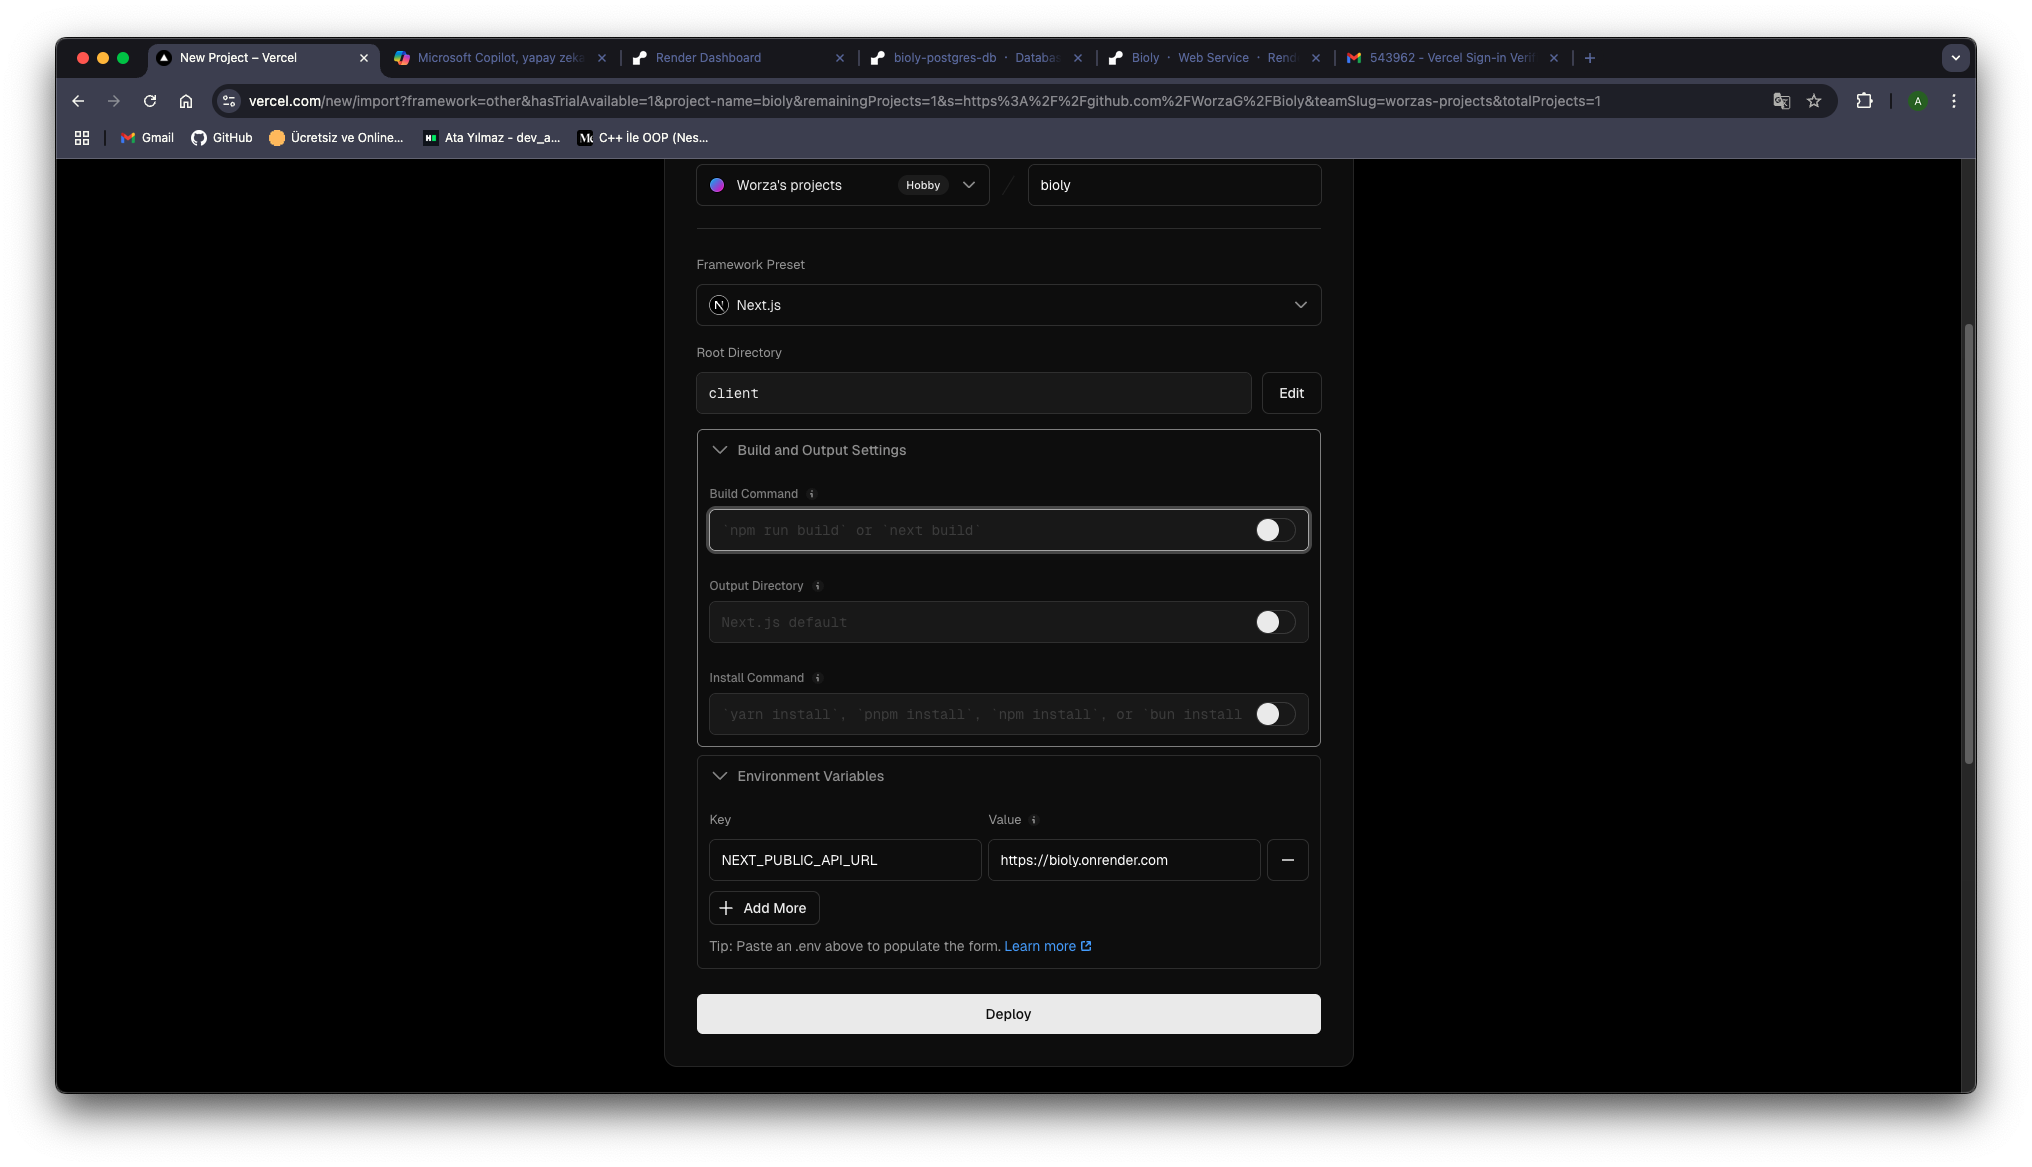 New Project – Vercel
Microsoft Copilot, yapay zeka
Render Dashboard
bioly-postgres-db · Databas
Bioly · Web Service · Rend
543962 - Vercel Sign-in Verif
vercel.com/new/import?framework=other&hasTrialAvailable=1&project-name=bioly&remainingProjects=1&s=https%3A%2F%2Fgithub.com%2FWorzaG%2FBioly&teamSlug=worzas-projects&totalProjects=1
A
Gmail
GitHub
Ücretsiz ve Online...
Ata Yılmaz - dev_a...
C++ İle OOP (Nes...
Worza's projects
Hobby
bioly
Framework Preset
Next.js
Root Directory
client
Edit
Build and Output Settings
Build Command
`npm run build` or `next build`
Output Directory
Next.js default
Install Command
`yarn install`, `pnpm install`, `npm install`, or `bun install
Environment Variables
Key
Value
NEXT_PUBLIC_API_URL
https://bioly.onrender.com
Add More
Tip: Paste an .env above to populate the form. Learn more
Deploy